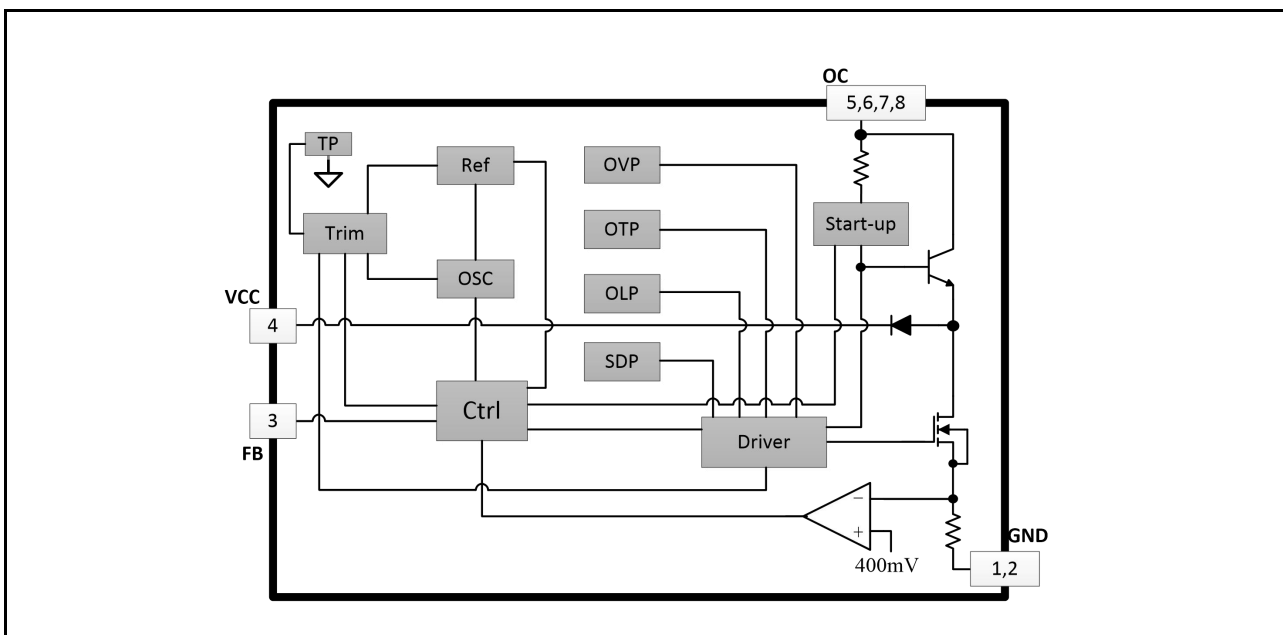 OC
5,6,7,8
TP
Ref
OVP
Trim
OTP
Start-up
OSC
OLP
VCC
4
SDP
3
Ctrl
FB
Driver
−
+
400mV
GND
1,2